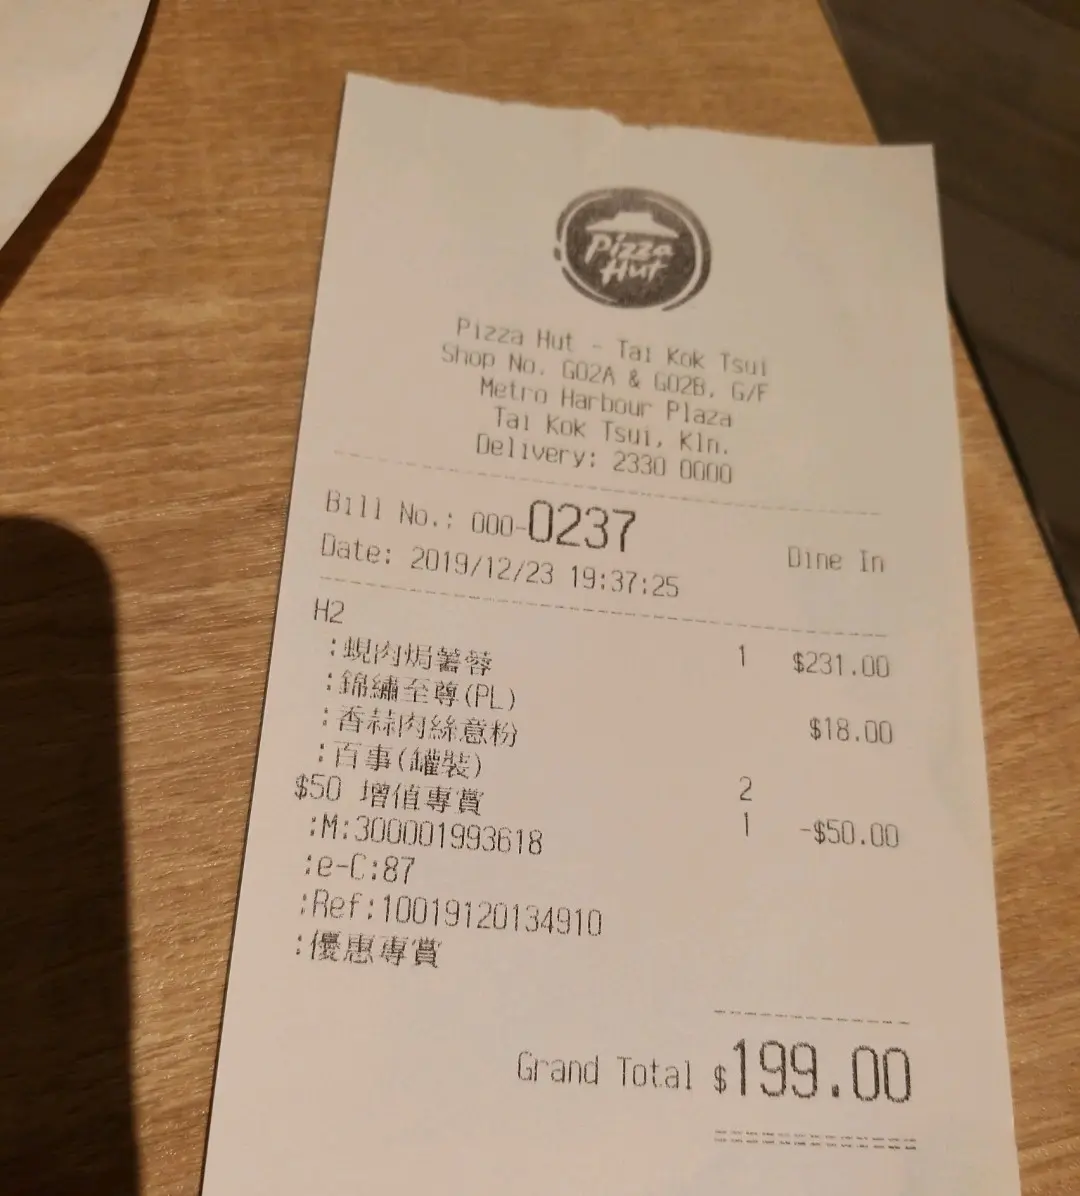 Pizza
Hut
Pizza Hut - Tai Kok Tsui
Shop No. G02A & G02B, G/F
Metro Harbour Plaza
Tai Kok Tsui, Kln.
Delivery: 2330 0000
Bill No.: 000-0237 Dine In
Date: 2019/12/23 19:37:25
H2 1 $231.00
:蜆肉焗薯蓉
:錦繡至尊(PL) $18.00
:香蒜肉絲意粉
:百事(罐裝) 2
$50 增值專賞 1 -$50.00
:M:300001993618
:e-C:87
:Ref:10019120134910
:優惠專賞
Grand Total $199.00